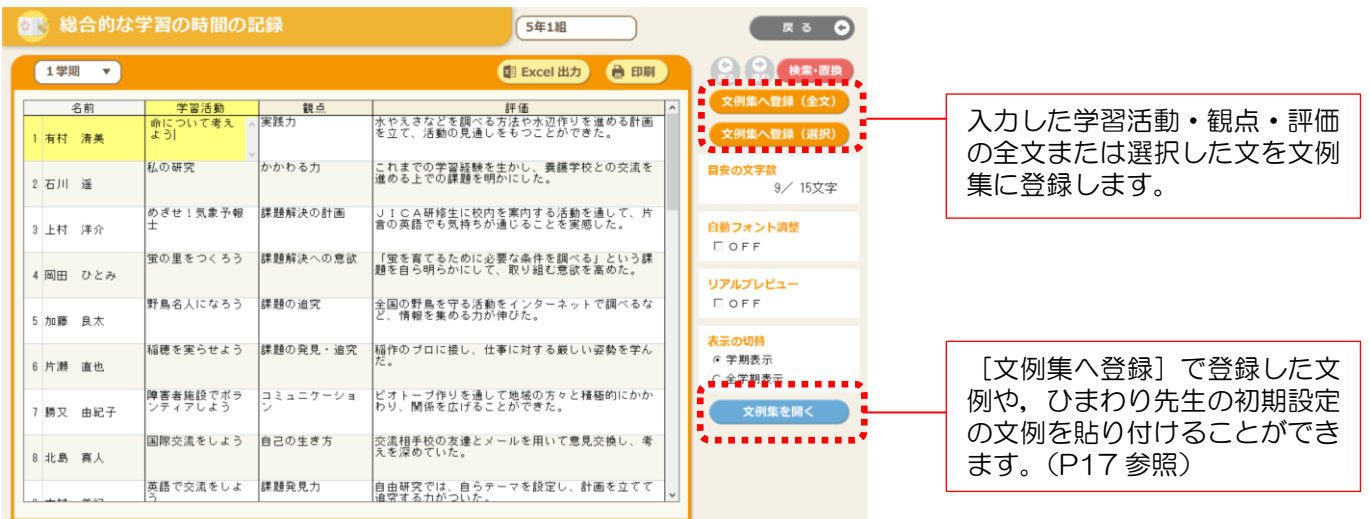 総合的な学習の時間の記録
5年1組
戻 る
1学期 ▼
Excel 出力
印刷
検索・置換
名前 学習活動 観点 評価
1 有村 清美
命について考え
よう
実践力
水やえさなどを調べる方法や水辺作りを進める計画
を立て、活動の見通しをもつことができた。
2 石川 遥
私の研究
かかわる力
これまでの学習経験を生かし、養護学校との交流を
進める上での課題を明かにした。
3 上村 洋介
めざせ!気象予報
士
課題解決の計画
JICA研修生に校内を案内する活動を通して、片
言の英語でも気持ちが通じることを実感した。
4 岡田 ひとみ
蛍の里をつくろう
課題解決への意欲
「蛍を育てるために必要な条件を調べる」という課
題を自ら明らかにして、取り組む意欲を高めた。
5 加藤 良太
野鳥名人になろう
課題の追究
全国の野鳥を守る活動をインターネットで調べるな
ど、情報を集める力が伸びた。
6 片瀬 直也
稲穂を実らせよう
課題の発見・追究
稲作のプロに接し、仕事に対する厳しい姿勢を学ん
だ。
7 勝又 由紀子
障害者施設でボラ
ンティアしよう
コミュニケーショ
ン
ビオトープ作りを通して地域の方々と積極的にかか
わり、関係を広げることができた。
8 北島 真人
国際交流をしよう
自己の生き方
交流相手校の友達とメールを用いて意見交換し、考
えを深めていた。
英語で交流をしよ
う
課題発見力
自由研究では、自らテーマを設定し、計画を立てて
追究する力がついた。
文例集へ登録（全文）
文例集へ登録（選択）
目安の文字数
9／ 15文字
自動フォント調整
OFF
リアルプレビュー
OFF
表示の切替
学期表示
全学期表示
文例集を開く
入力した学習活動・観点・評価
の全文または選択した文を文例
集に登録します。
［文例集へ登録］で登録した文
例や，ひまわり先生の初期設定
の文例を貼り付けることができ
ます。（P17 参照）